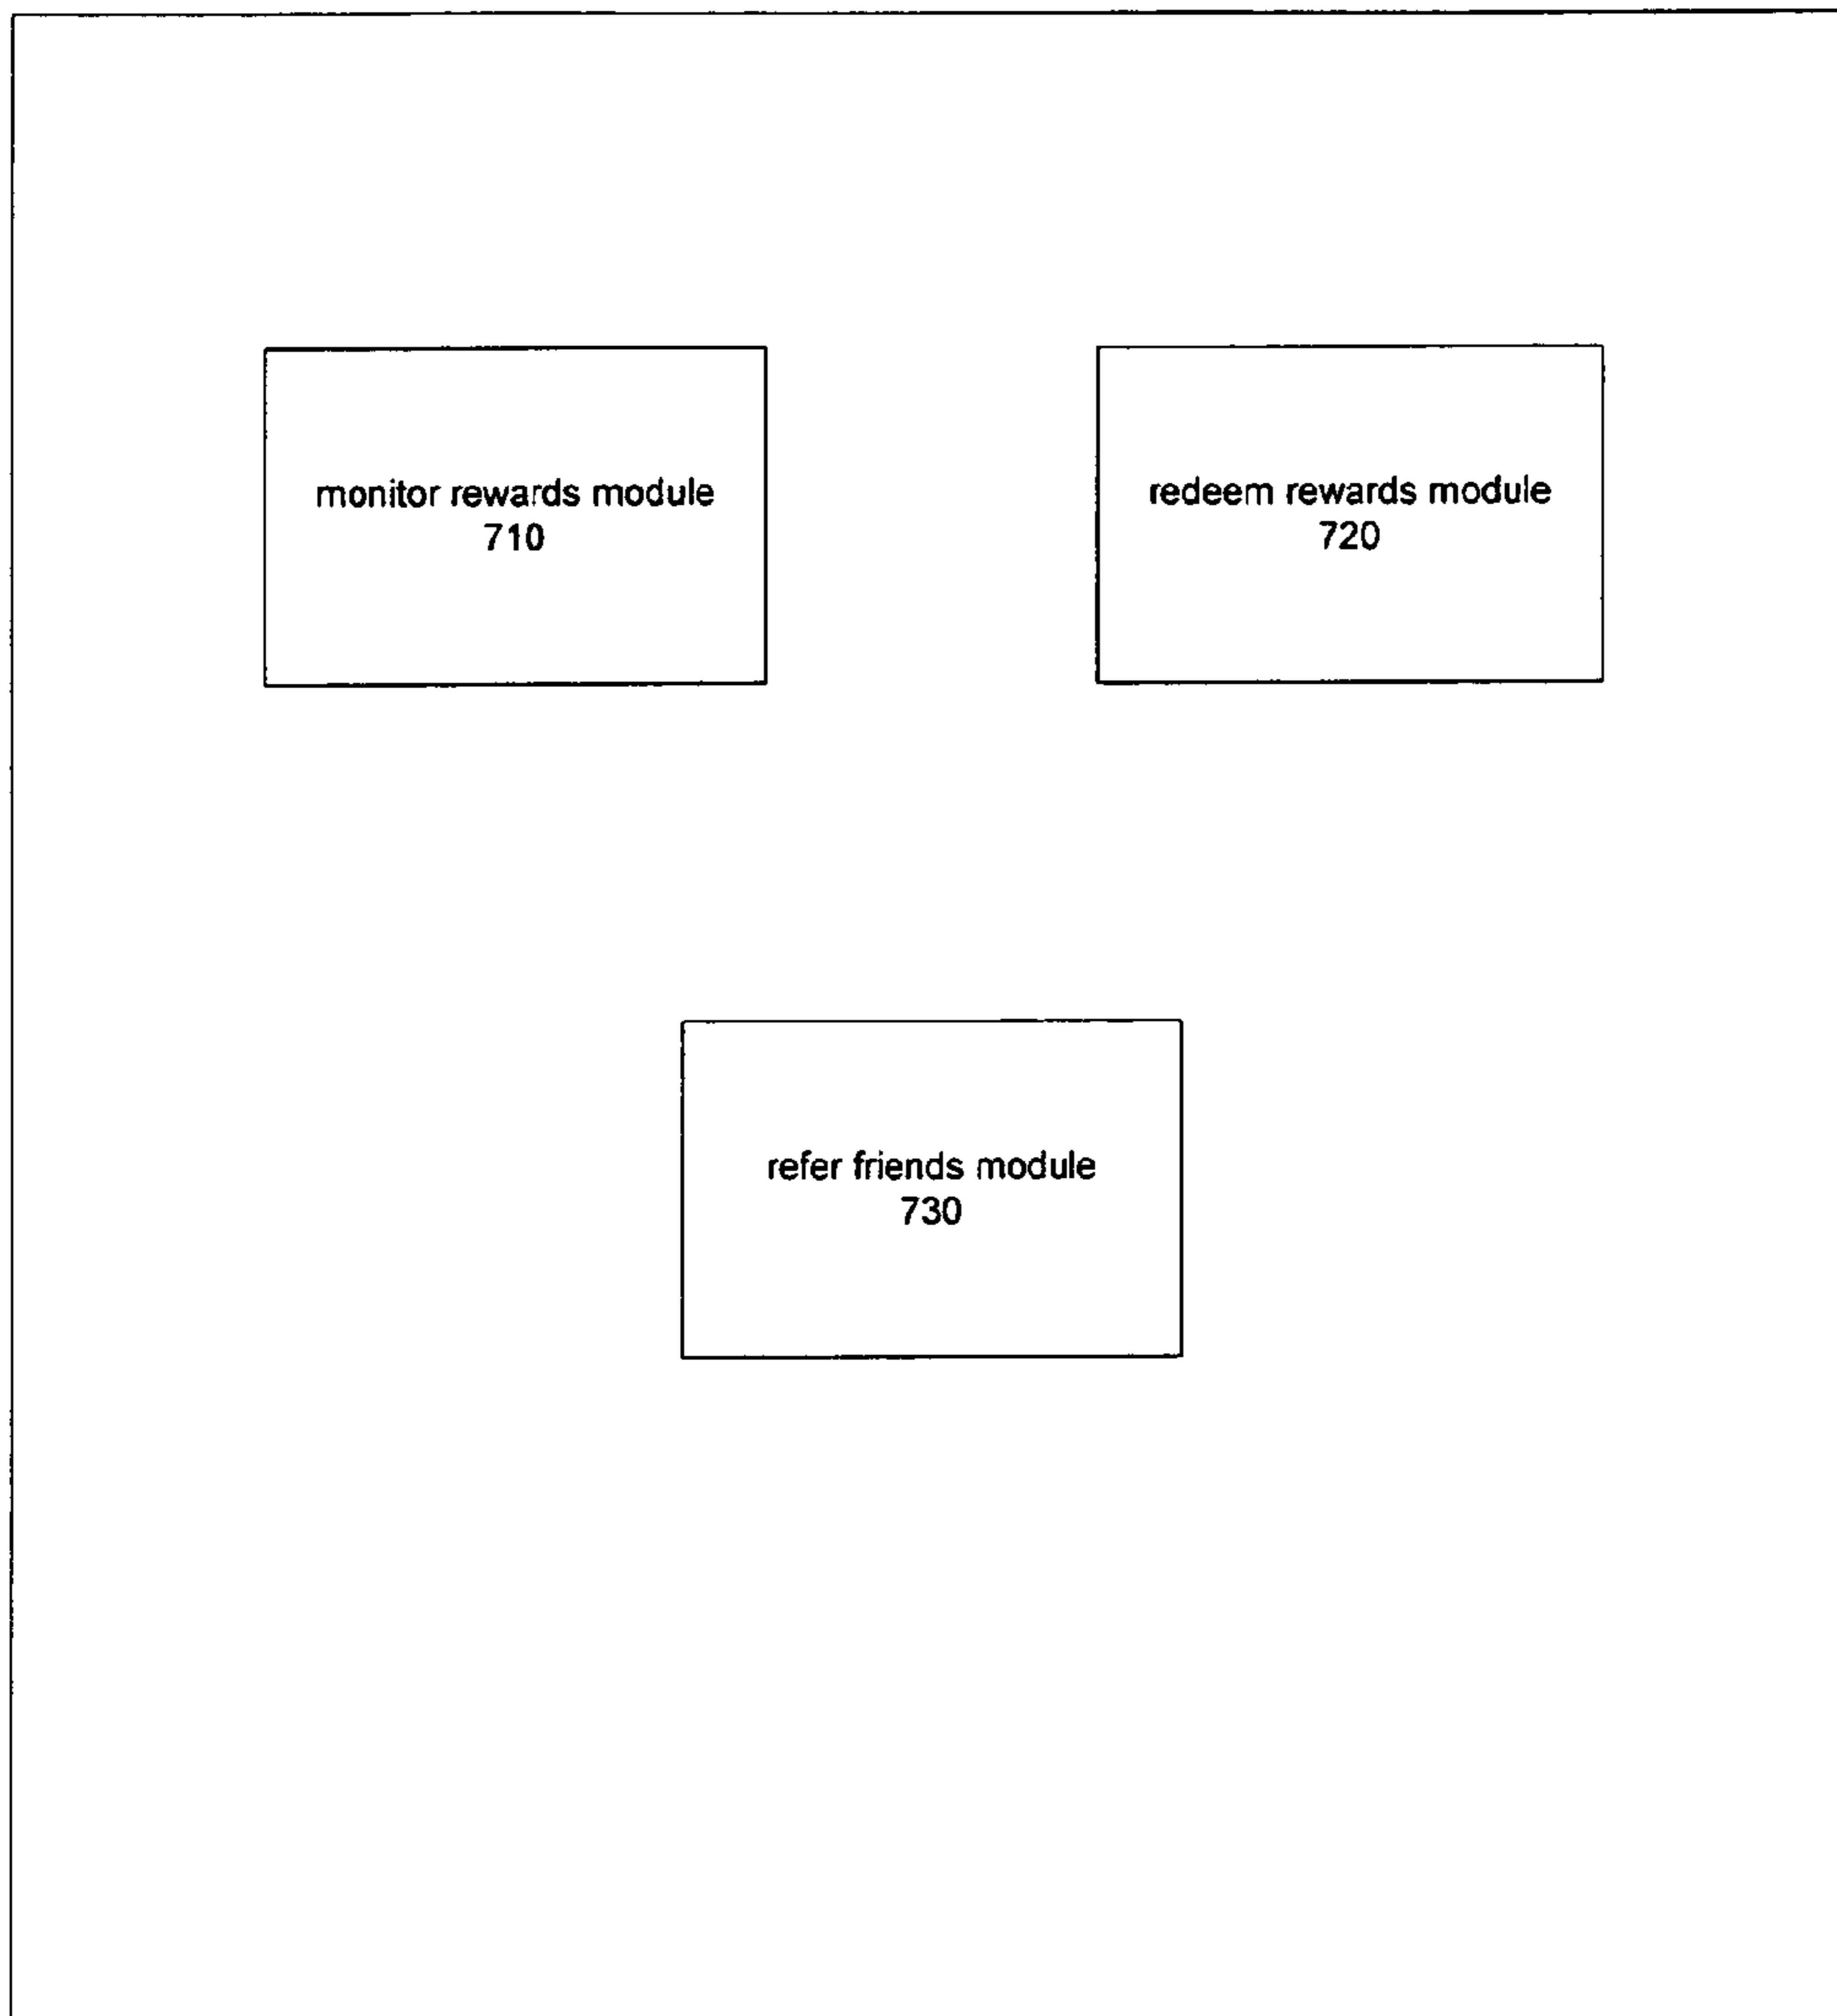 monitor rewards module
710
redeem rewards module
720
refer friends module
730